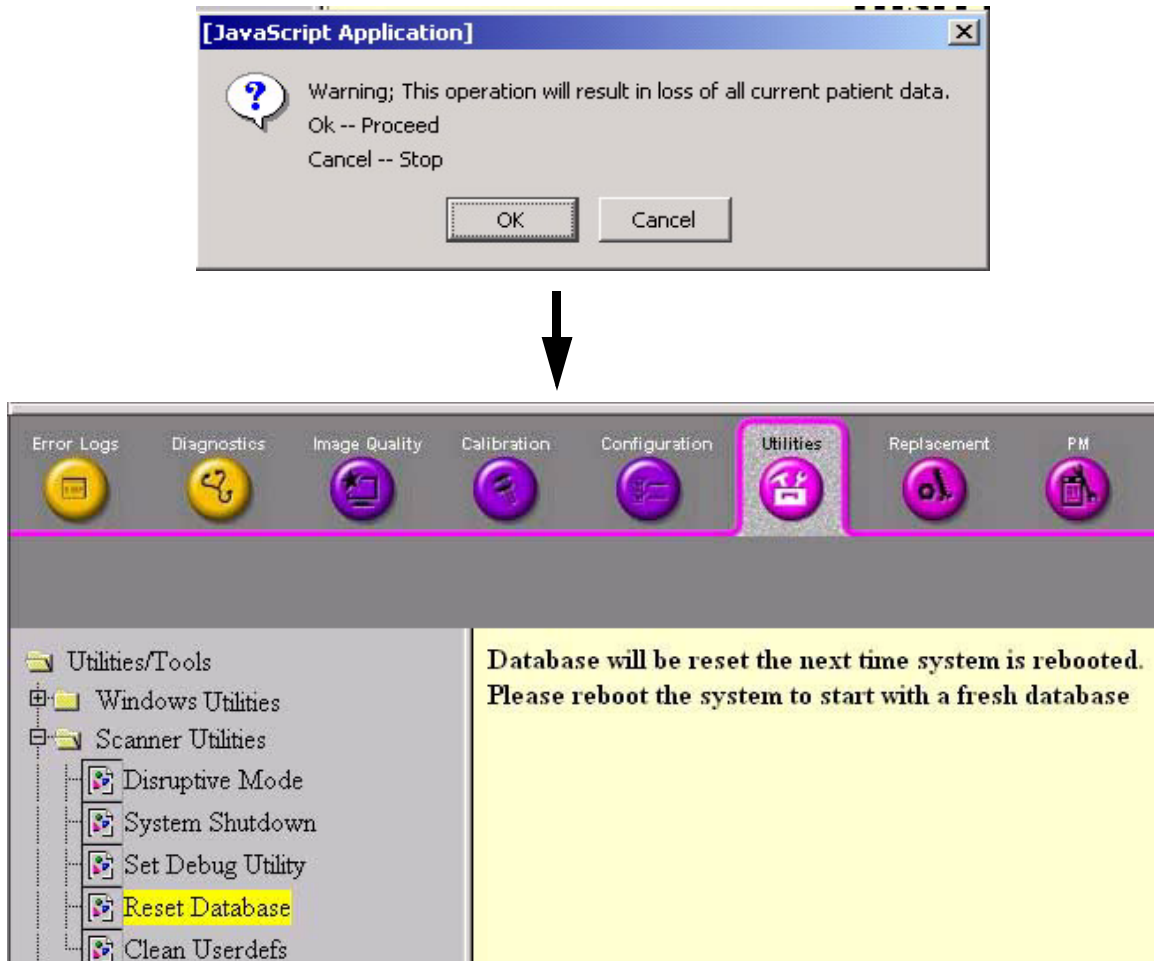 [JavaScript Application]
Warning; This operation will result in loss of all current patient data.
Ok -- Proceed
Cancel -- Stop
OK
Cancel
Error Logs
Diagnostics
Image Quality
Calibration
Configuration
Utilities
Replacement
PM
Utilities/Tools
Windows Utilities
Scanner Utilities
Disruptive Mode
System Shutdown
Set Debug Utility
Reset Database
Clean Userdefs
Database will be reset the next time system is rebooted.
Please reboot the system to start with a fresh database